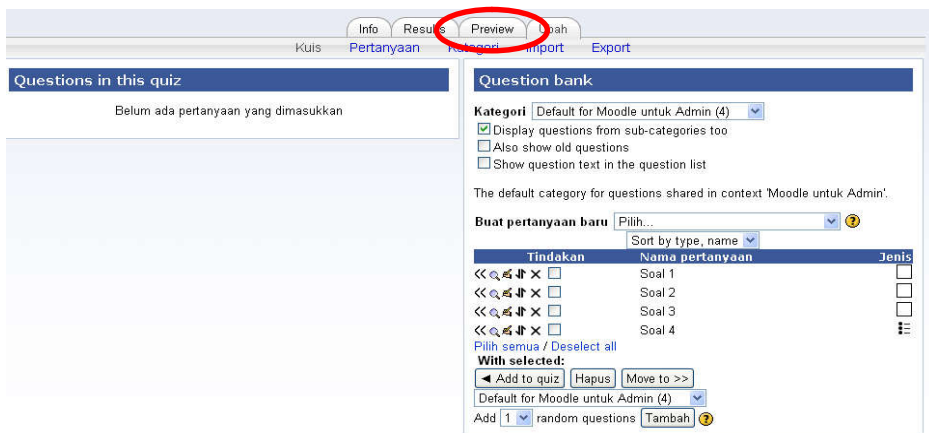 Info Results Preview Ubah
Kuis Pertanyaan Kategori Import Export
Questions in this quiz
Belum ada pertanyaan yang dimasukkan
Question bank
Kategori Default for Moodle untuk Admin (4)
Display questions from sub-categories too
Also show old questions
Show question text in the question list
The default category for questions shared in context 'Moodle untuk Admin'.
Buat pertanyaan baru Pilih...
Sort by type, name
Tindakan Nama pertanyaan Jenis
Soal 1
Soal 2
Soal 3
Soal 4
Pilih semua / Deselect all
With selected:
◄ Add to quiz Hapus Move to >>
Default for Moodle untuk Admin (4)
Add 1 random questions Tambah